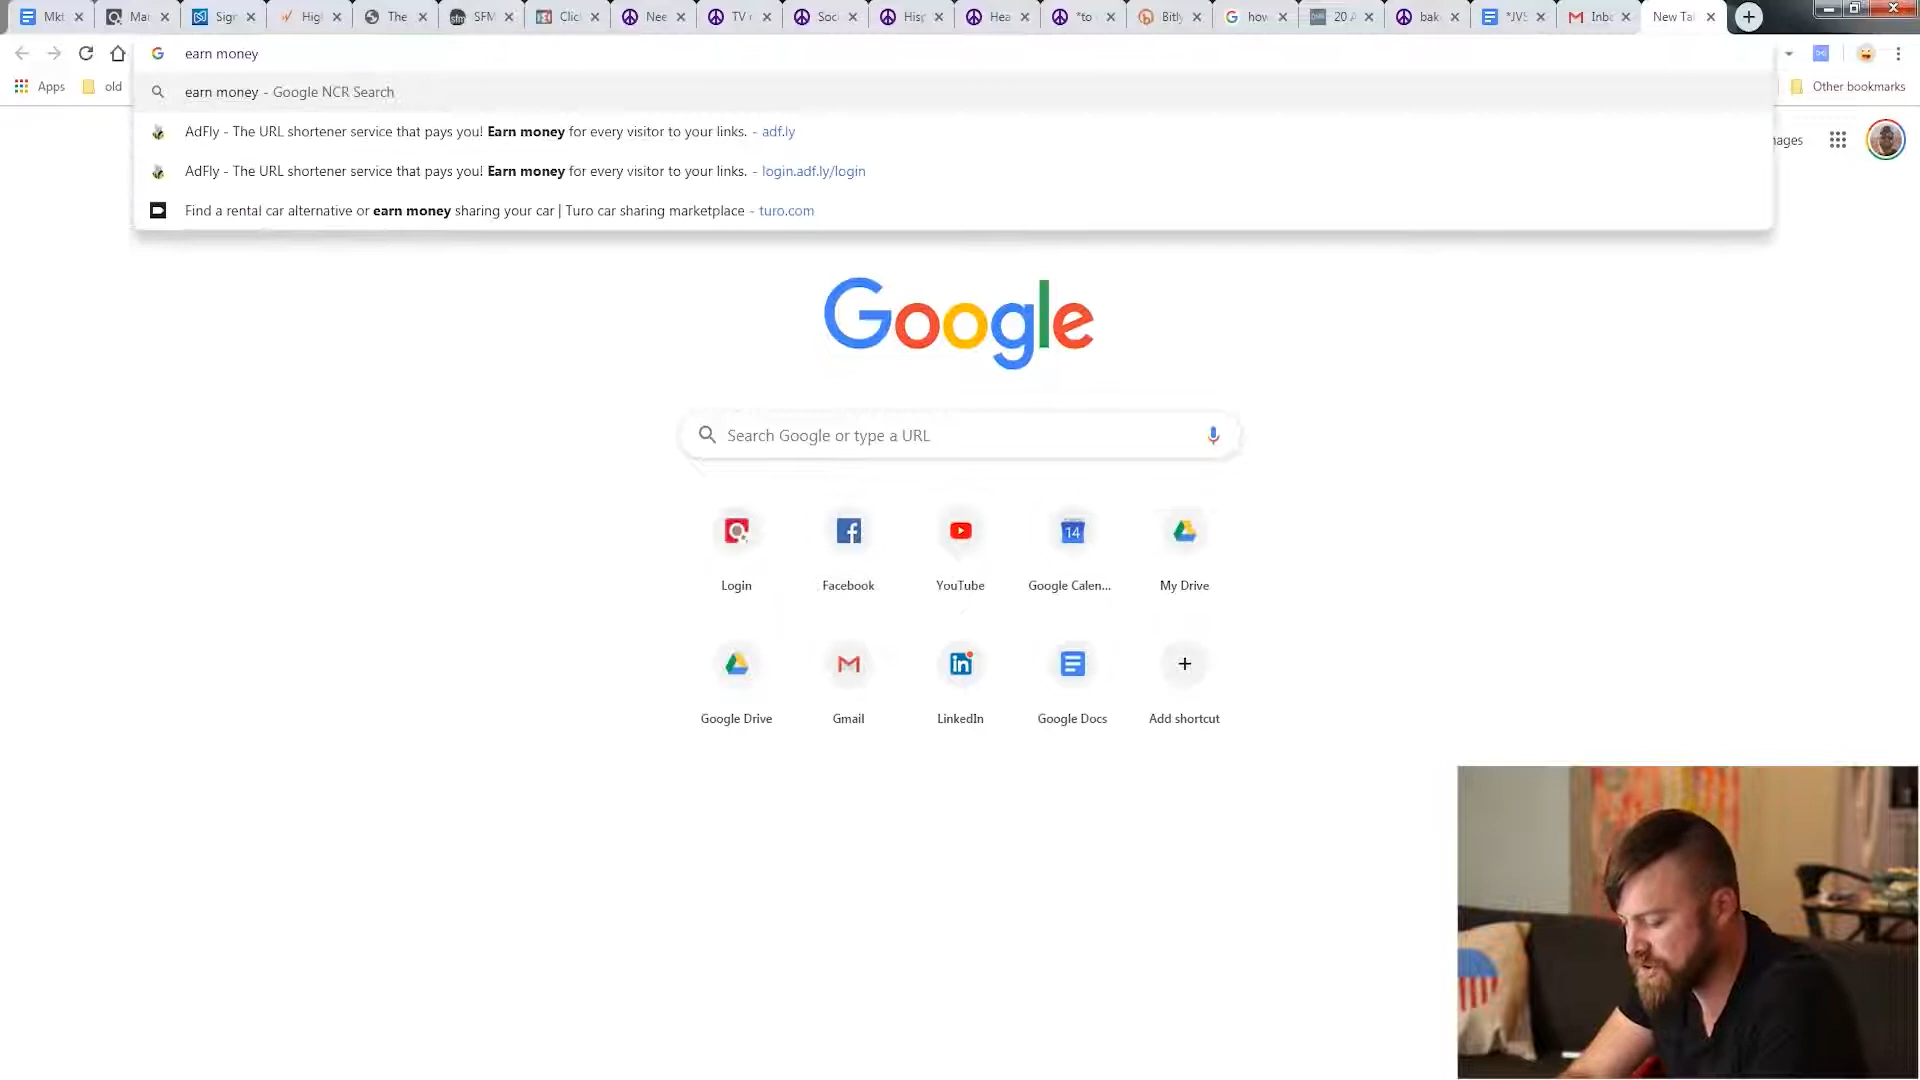 Mkt Mar Sign High The SFM Clic Nee TV Soc Hisp Hea *to Bitly how 20 A bak *JVS Inbo New Tal
earn money
Apps old Other bookmarks
earn money - Google NCR Search
AdFly - The URL shortener service that pays you! Earn money for every visitor to your links. - adf.ly
AdFly - The URL shortener service that pays you! Earn money for every visitor to your links. - login.adf.ly/login
Find a rental car alternative or earn money sharing your car | Turo car sharing marketplace - turo.com
Google
Search Google or type a URL
14
Login Facebook YouTube Google Calen... My Drive
Google Drive Gmail LinkedIn Google Docs Add shortcut